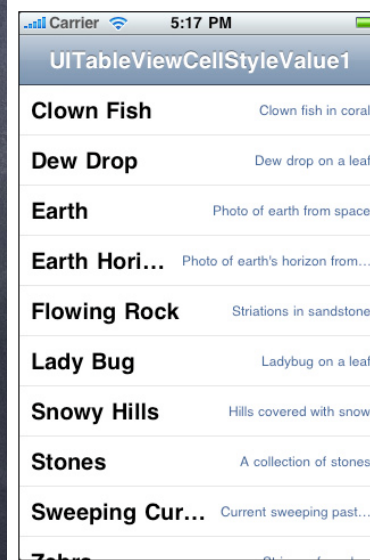 Carrier 5:17 PM
UITableViewCellStyleValue1
Clown Fish Clown fish in coral
Dew Drop Dew drop on a leaf
Earth Photo of earth from space
Earth Hori... Photo of earth's horizon from...
Flowing Rock Striations in sandstone
Lady Bug Ladybug on a leaf
Snowy Hills Hills covered with snow
Stones A collection of stones
Sweeping Cur... Current sweeping past...